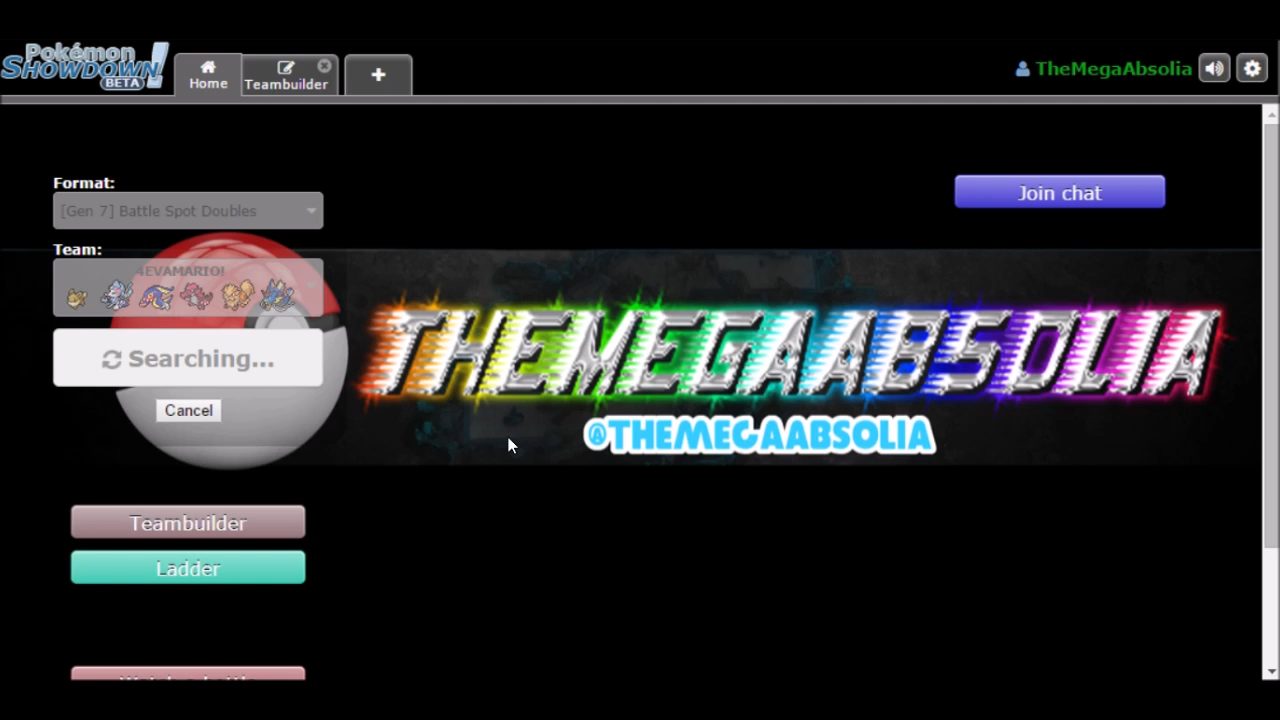 Pokémon
SHOWDOWN!
BETA
Home
Teambuilder
+
TheMegaAbsolia
Format:
[Gen 7] Battle Spot Doubles
Team:
4EVAMARIO!
Searching...
Cancel
Join chat
THEMEGAABSOLIA
@THEMEGAABSOLIA
Teambuilder
Ladder